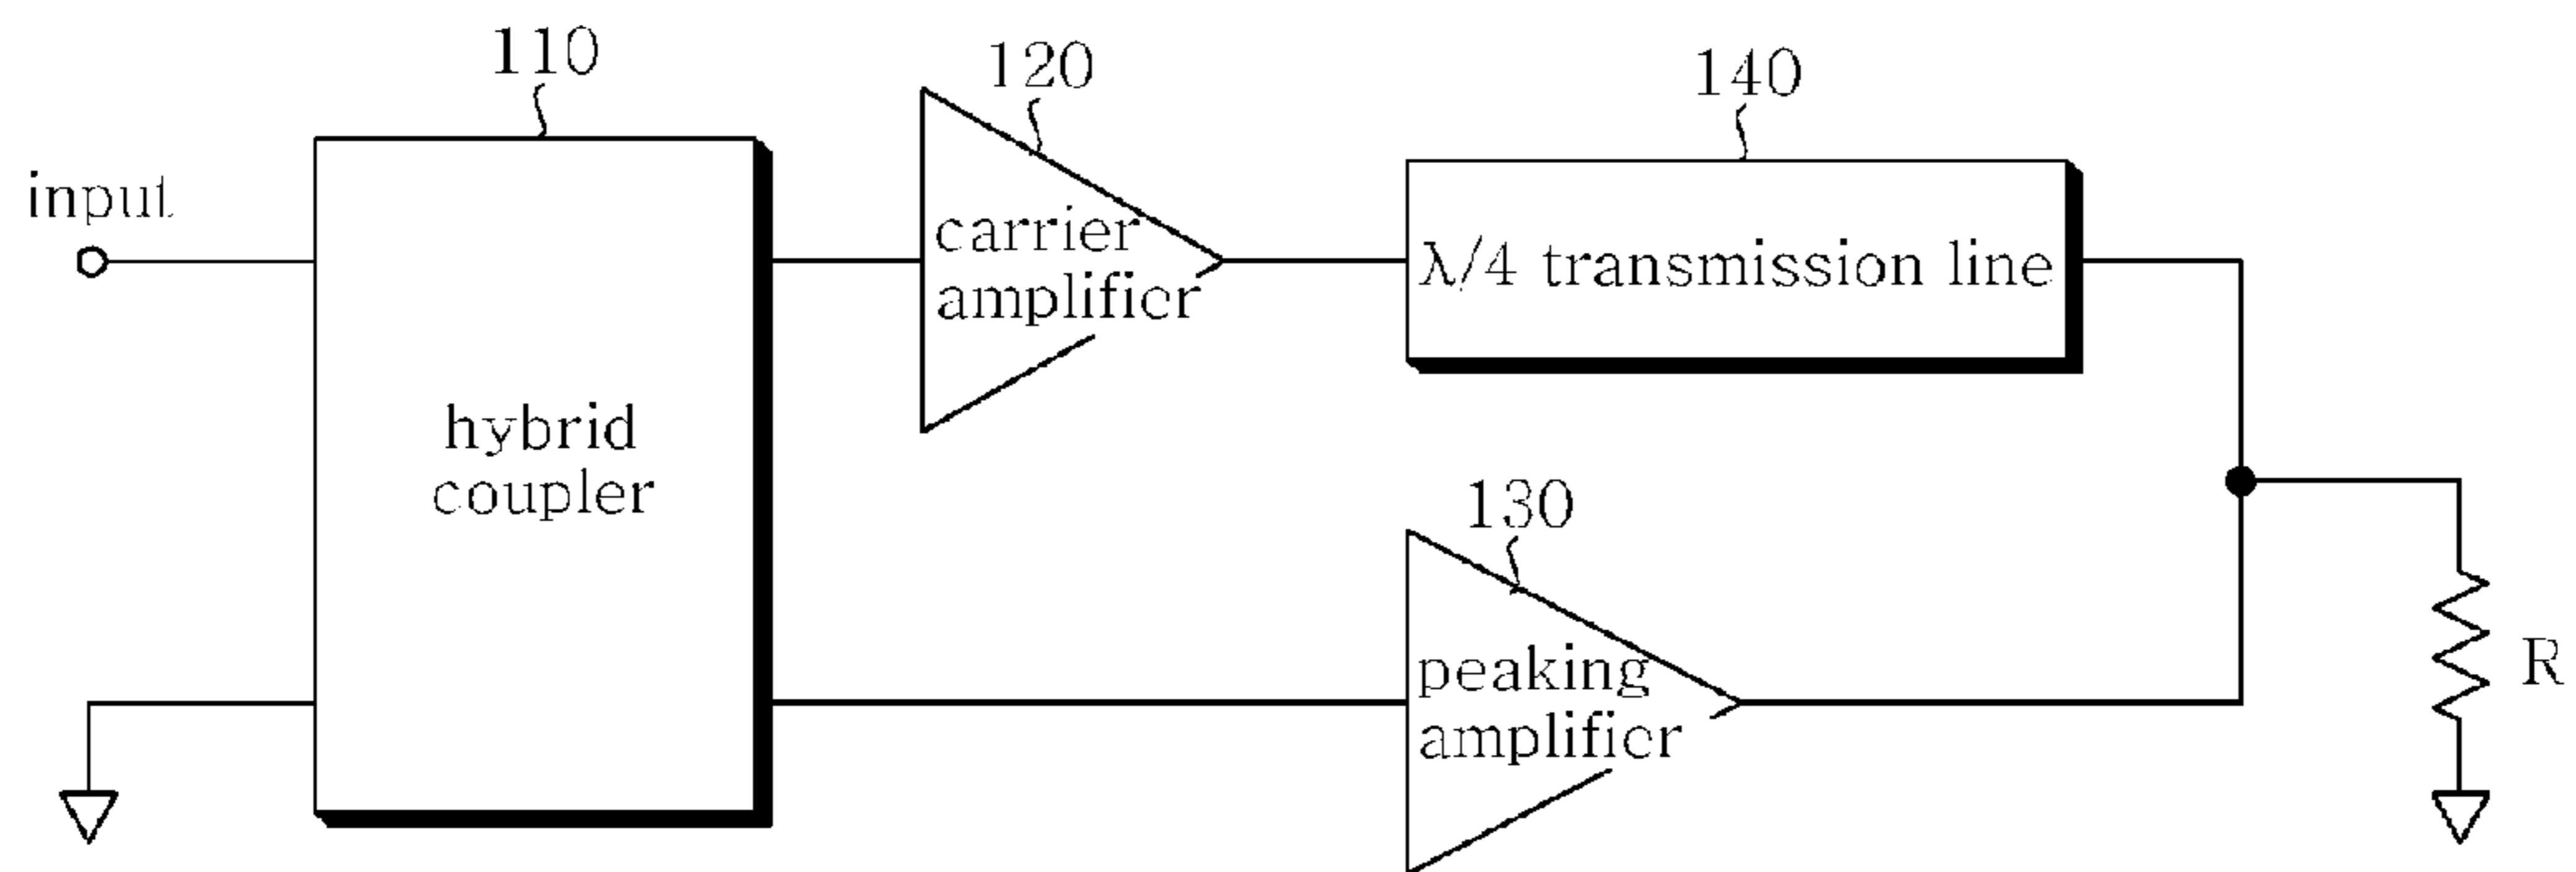 110
120
140
input
carrier
amplifier
λ/4 transmission line
hybrid
coupler
130
peaking
amplifier
R